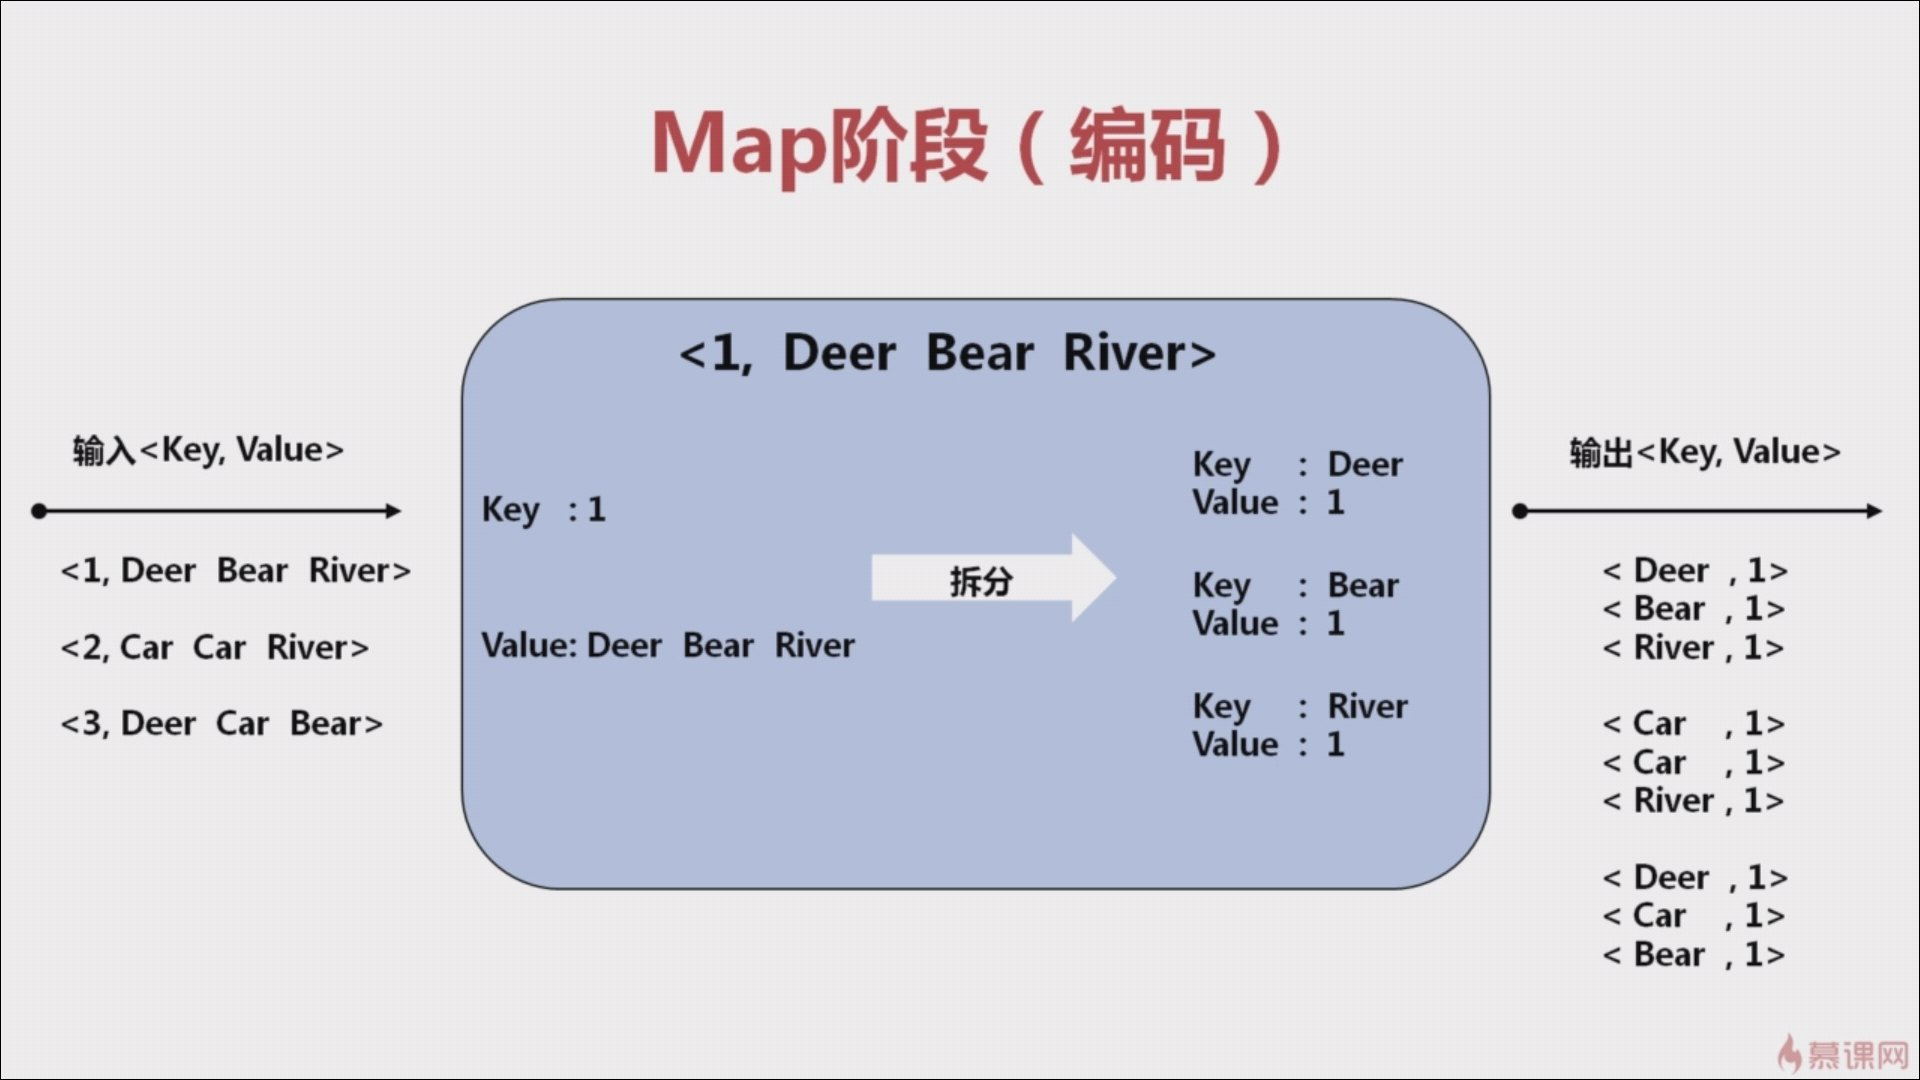 Map阶段（编码）
输入<Key, Value>
<1, Deer Bear River>
<2, Car Car River>
<3, Deer Car Bear>
<1, Deer Bear River>
Key : 1
Value: Deer Bear River
拆分
Key : Deer
Value : 1
Key : Bear
Value : 1
Key : River
Value : 1
输出<Key, Value>
< Deer , 1>
< Bear , 1>
< River , 1>
< Car , 1>
< Car , 1>
< River , 1>
< Deer , 1>
< Car , 1>
< Bear , 1>
慕课网